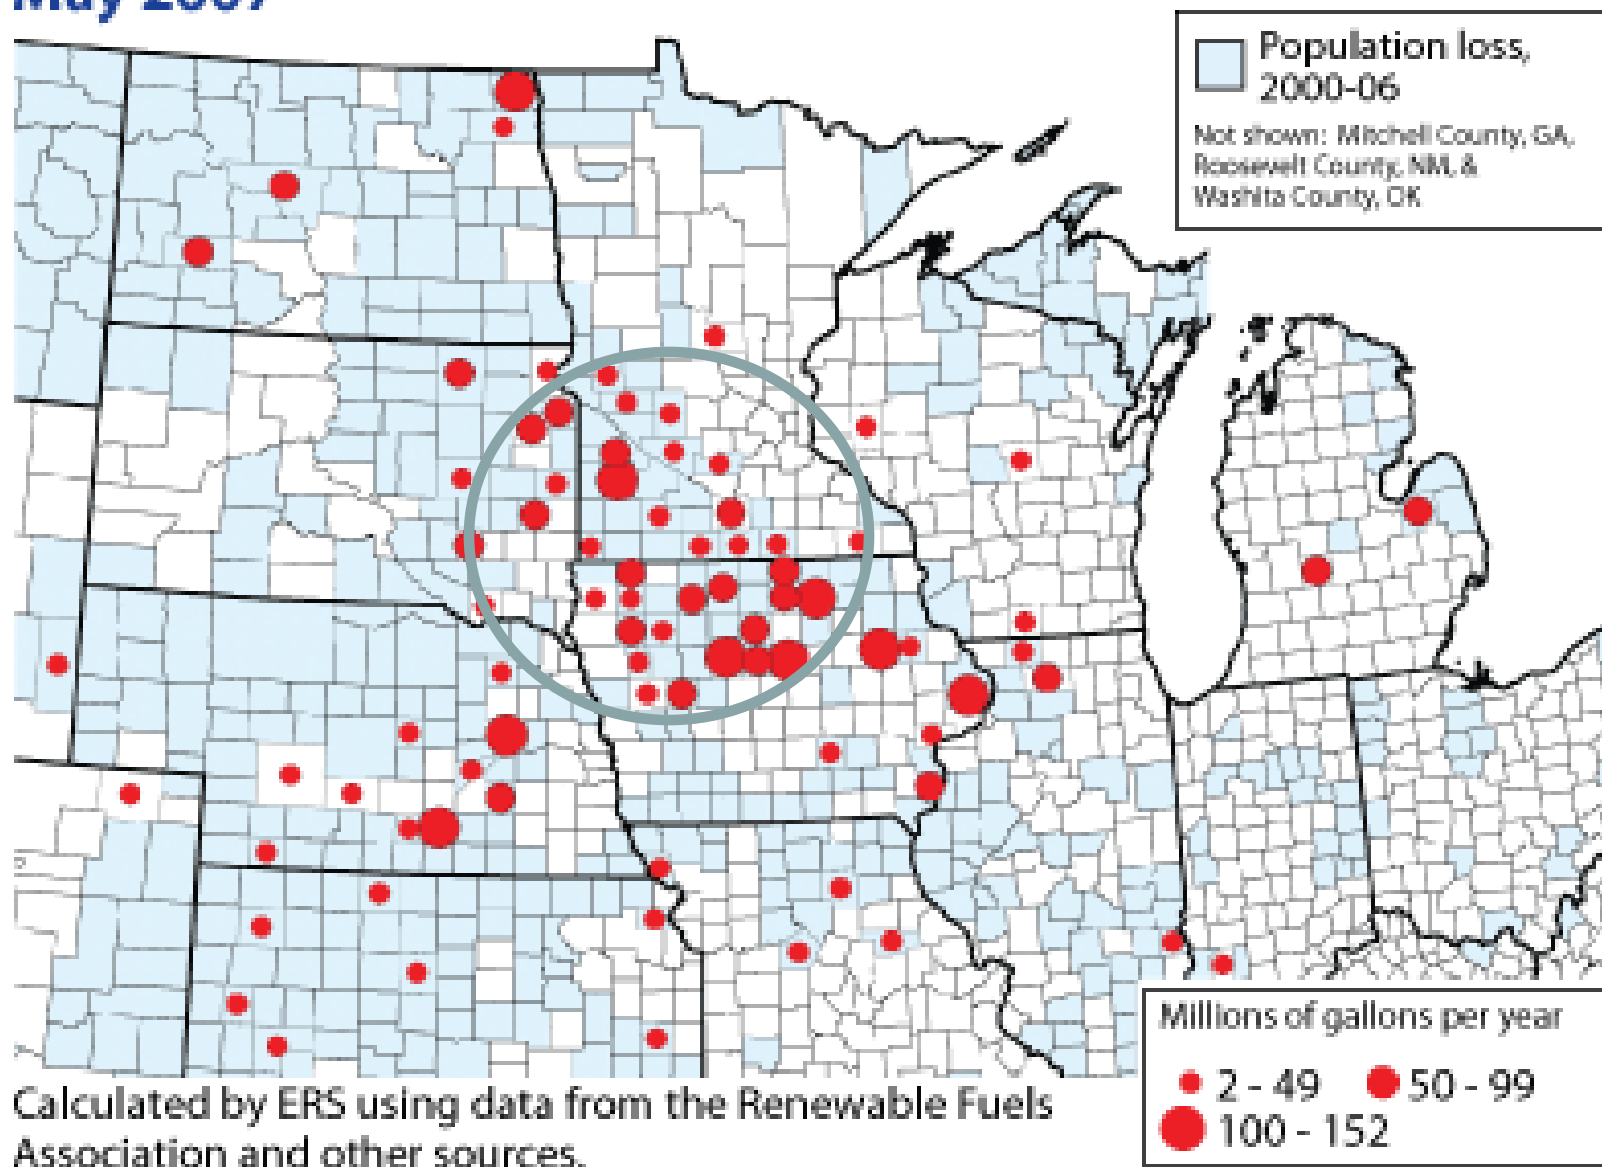 May 2007
Population loss,
2000-06
Not shown: Mitchell County, GA,
Roosevelt County, NM, &
Washita County, OK
Millions of gallons per year
2 - 49
50 - 99
100 - 152
Calculated by ERS using data from the Renewable Fuels
Association and other sources.